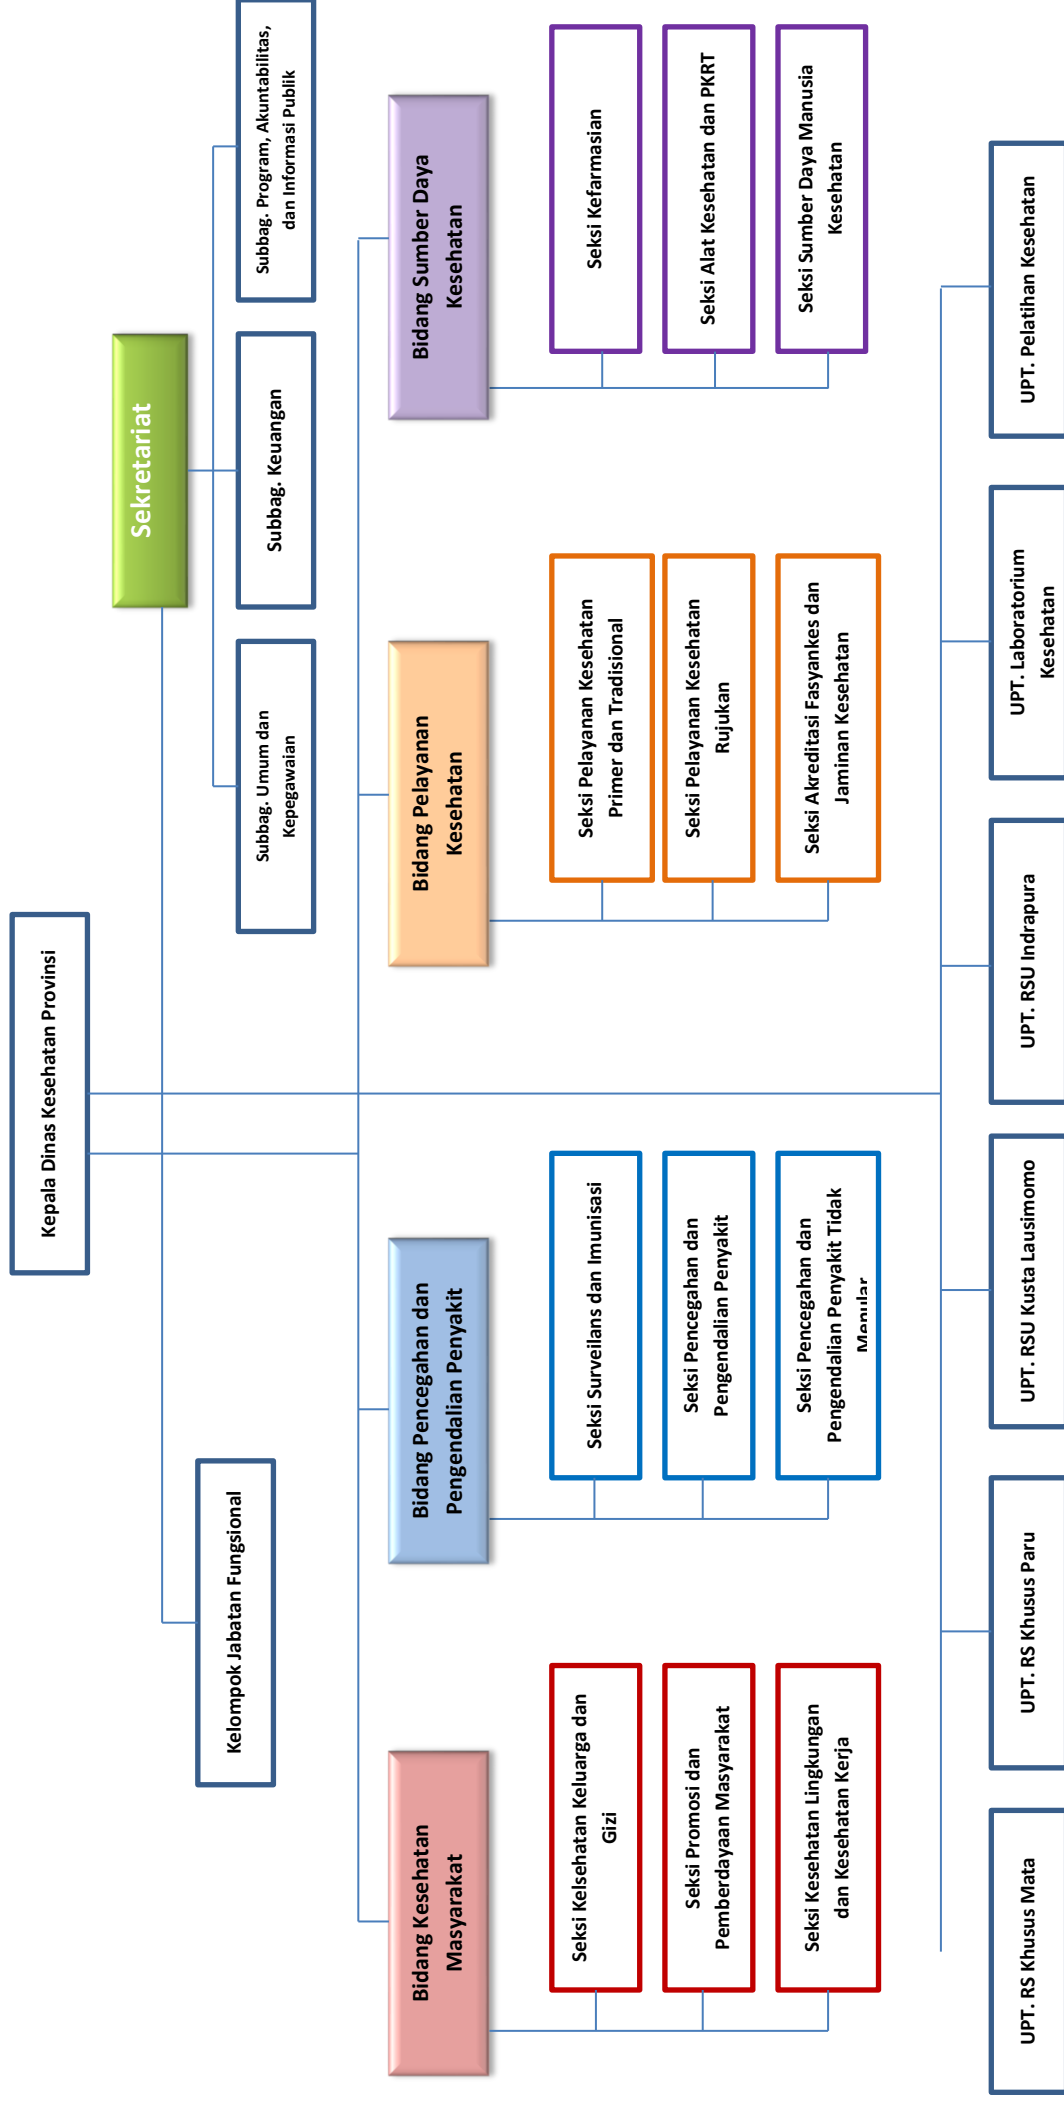 Kepala Dinas Kesehatan Provinsi
Sekretariat
Kelompok Jabatan Fungsional
Subbag. Umum dan
Kepegawaian
Subbag. Keuangan
Subbag. Program, Akuntabilitas,
dan Informasi Publik
Bidang Kesehatan
Masyarakat
Bidang Pencegahan dan
Pengendalian Penyakit
Bidang Pelayanan
Kesehatan
Bidang Sumber Daya
Kesehatan
Seksi Kelsehatan Keluarga dan
Gizi
Seksi Promosi dan
Pemberdayaan Masyarakat
Seksi Kesehatan Lingkungan
dan Kesehatan Kerja
Seksi Surveilans dan Imunisasi
Seksi Pencegahan dan
Pengendalian Penyakit
Seksi Pencegahan dan
Pengendalian Penyakit Tidak
Menular
Seksi Pelayanan Kesehatan
Primer dan Tradisional
Seksi Pelayanan Kesehatan
Rujukan
Seksi Akreditasi Fasyankes dan
Jaminan Kesehatan
Seksi Kefarmasian
Seksi Alat Kesehatan dan PKRT
Seksi Sumber Daya Manusia
Kesehatan
UPT. RS Khusus Mata
UPT. RS Khusus Paru
UPT. RSU Kusta Lausimomo
UPT. RSU Indrapura
UPT. Laboratorium
Kesehatan
UPT. Pelatihan Kesehatan